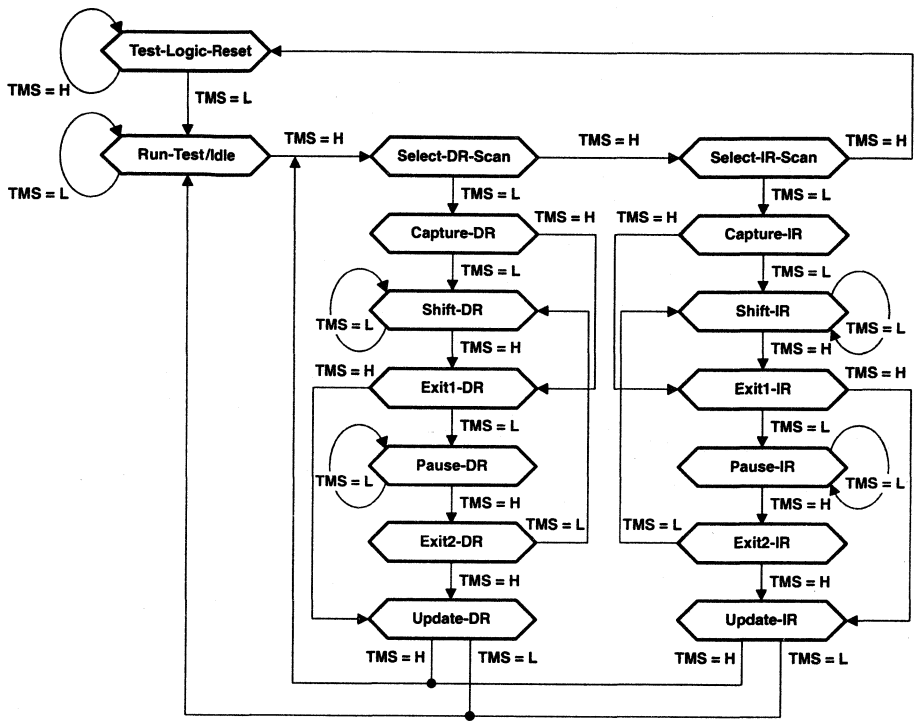 Test-Logic-Reset
TMS = H
TMS = L
Run-Test/Idle
TMS = H
Select-DR-Scan
TMS = H
Select-IR-Scan
TMS = H
TMS = L
TMS = L
TMS = L
Capture-DR
TMS = H
TMS = H
Capture-IR
TMS = L
TMS = L
Shift-DR
Shift-IR
TMS = L
TMS = L
TMS = H
TMS = H
TMS = H
Exit1-DR
Exit1-IR
TMS = H
TMS = L
TMS = L
Pause-DR
Pause-IR
TMS = L
TMS = L
TMS = H
TMS = H
Exit2-DR
TMS = L
TMS = L
Exit2-IR
TMS = H
TMS = H
Update-DR
Update-IR
TMS = H
TMS = L
TMS = H
TMS = L